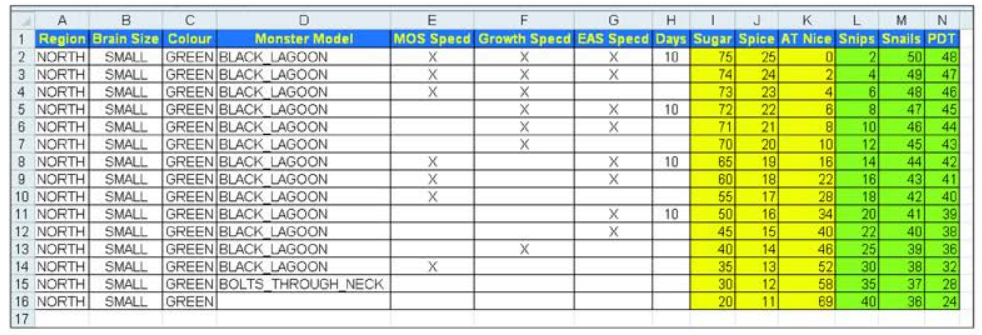 A B C D E F G H I J K L M N
1 Region Brain Size Colour Monster Model MOS Specd Growth Specd EAS Specd Days Sugar Spice AT Nice Snips Snails PDT
2 NORTH SMALL GREEN BLACK_LAGOON X X X 10 75 25 0 2 50 48
3 NORTH SMALL GREEN BLACK_LAGOON X X X 74 24 2 4 49 47
4 NORTH SMALL GREEN BLACK_LAGOON X X 73 23 4 6 48 46
5 NORTH SMALL GREEN BLACK_LAGOON X X 10 72 22 6 8 47 45
6 NORTH SMALL GREEN BLACK_LAGOON X X 71 21 8 10 46 44
7 NORTH SMALL GREEN BLACK_LAGOON X 70 20 10 12 45 43
8 NORTH SMALL GREEN BLACK_LAGOON X X 10 65 19 16 14 44 42
9 NORTH SMALL GREEN BLACK_LAGOON X X 60 18 22 16 43 41
10 NORTH SMALL GREEN BLACK_LAGOON X 55 17 28 18 42 40
11 NORTH SMALL GREEN BLACK_LAGOON X 10 50 16 34 20 41 39
12 NORTH SMALL GREEN BLACK_LAGOON X 45 15 40 22 40 38
13 NORTH SMALL GREEN BLACK_LAGOON X 40 14 46 25 39 36
14 NORTH SMALL GREEN BLACK_LAGOON X 35 13 52 30 38 32
15 NORTH SMALL GREEN BOLTS_THROUGH_NECK 30 12 58 35 37 28
16 NORTH SMALL GREEN 20 11 69 40 36 24
17